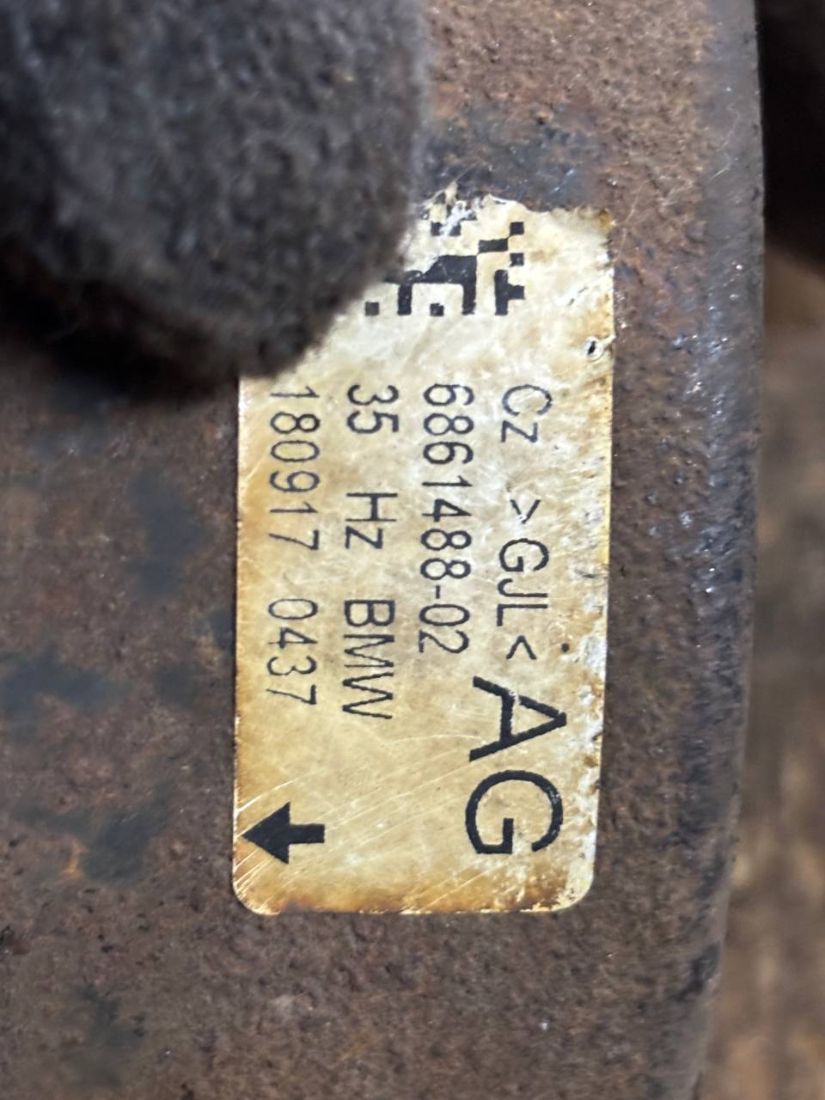 Cz >GJL< AG
6861488-02
35 Hz BMW
180917 0437